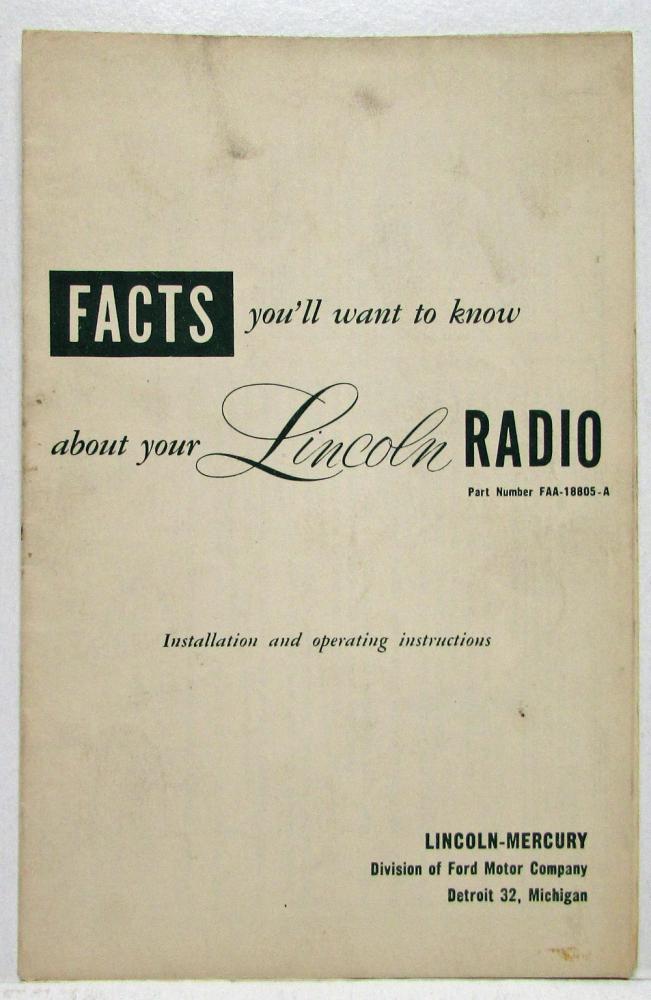 FACTS you'll want to know
about your Lincoln RADIO
Part Number FAA-18805-A
Installation and operating instructions
LINCOLN-MERCURY
Division of Ford Motor Company
Detroit 32, Michigan